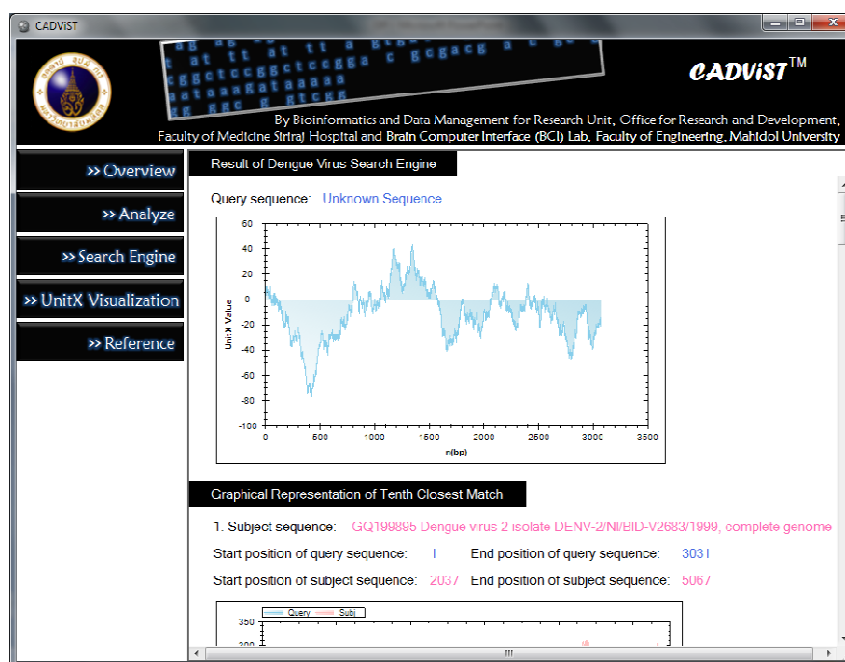 CADViST
CADViST™
By Bioinformatics and Data Management for Research Unit, Office for Research and Development,
Faculty of Medicine Siriraj Hospital and Brain Computer Interface (BCI) Lab, Faculty of Engineering, Mahidol University
>> Overview
>> Analyze
>> Search Engine
>> UnitX Visualization
>> Reference
Result of Dengue Virus Search Engine
Query sequence: Unknown Sequence
UnitX Value
60
40
20
0
-20
-40
-60
-80
-100
0 500 1000 1500 2000 2500 3000 3500
n(bp)
Graphical Representation of Tenth Closest Match
1. Subject sequence: GQ199895 Dengue virus 2 isolate DENV-2/NI/BID-V2683/1999, complete genome
Start position of query sequence: 1 End position of query sequence: 3031
Start position of subject sequence: 2037 End position of subject sequence: 5067
Query Subj
350
300